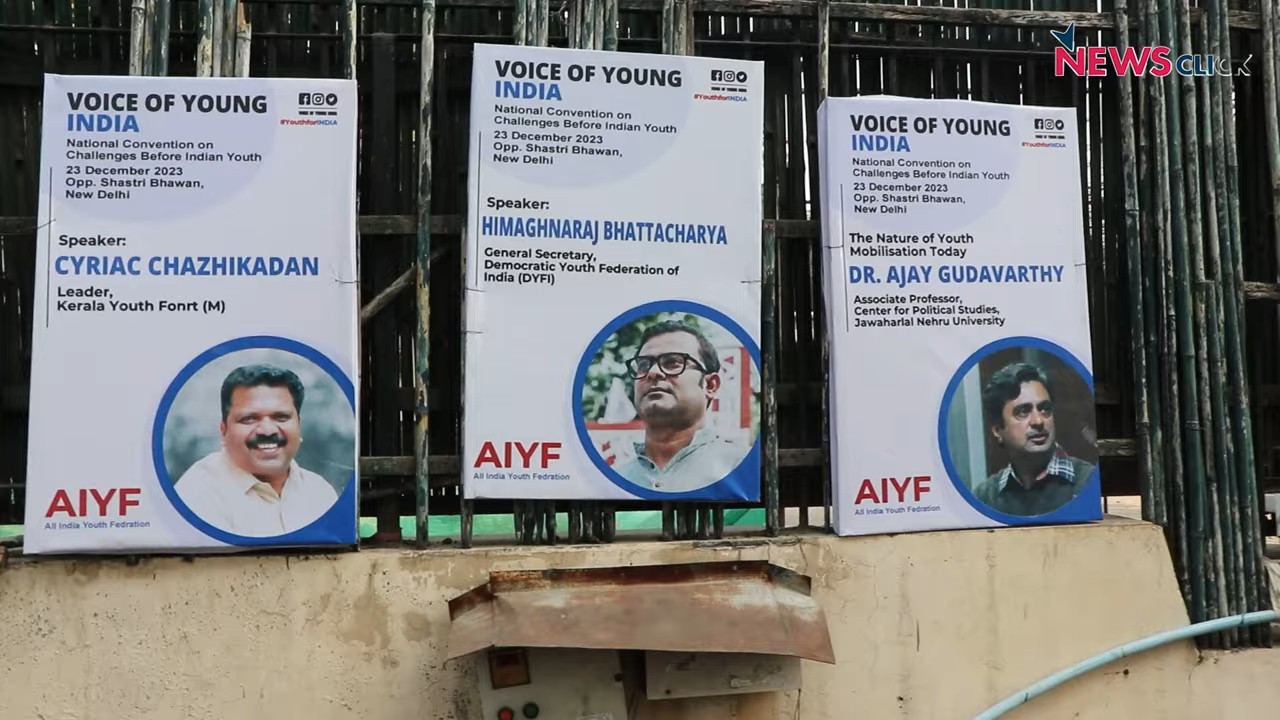 NEWSCLICK
VOICE OF YOUNG
INDIA
#YouthforINDIA
National Convention on
Challenges Before Indian Youth
23 December 2023
Opp. Shastri Bhawan,
New Delhi
Speaker:
CYRIAC CHAZHIKADAN
Leader,
Kerala Youth Fonrt (M)
AIYF
All India Youth Fedration
VOICE OF YOUNG
INDIA
#YouthforINDIA
National Convention on
Challenges Before Indian Youth
23 December 2023
Opp. Shastri Bhawan,
New Delhi
Speaker:
HIMAGHNARAJ BHATTACHARYA
General Secretary,
Democratic Youth Federation of
India (DYFI)
AIYF
All India Youth Fedration
VOICE OF YOUNG
INDIA
#YouthforINDIA
National Convention on
Challenges Before Indian Youth
23 December 2023
Opp. Shastri Bhawan,
New Delhi
The Nature of Youth
Mobilisation Today
DR. AJAY GUDAVARTHY
Associate Professor,
Center for Political Studies,
Jawaharlal Nehru University
AIYF
All India Youth Fedration